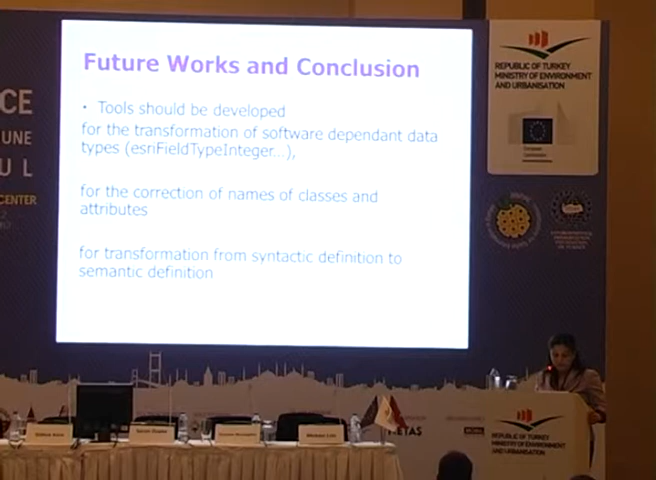 Future Works and Conclusion
• Tools should be developed
for the transformation of software dependant data
types (esriFieldTypeInteger...),
for the correction of names of classes and
attributes
for transformation from syntactic definition to
semantic definition
REPUBLIC OF TURKEY
MINISTRY OF ENVIRONMENT
AND URBANISATION
CE
UNE
U L
CENTER
REPUBLIC OF TURKEY
MINISTRY OF ENVIRONMENT
AND URBANISATION